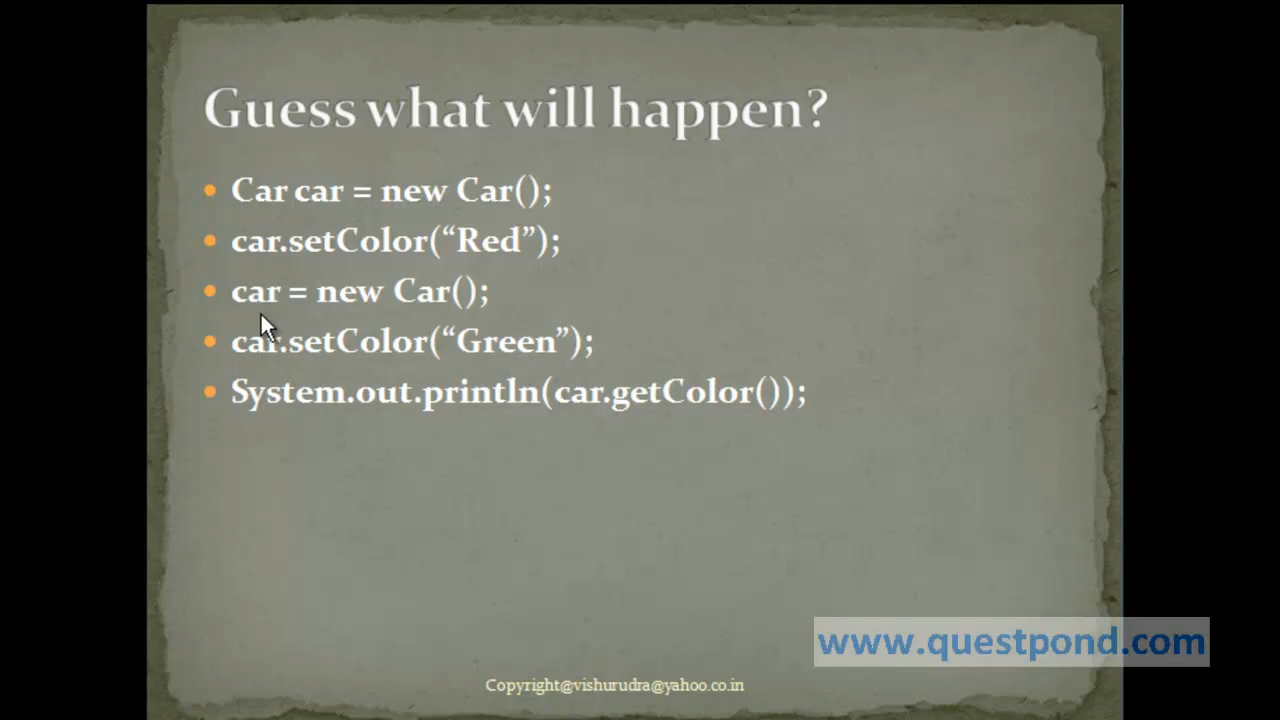 Guess what will happen?
• Car car = new Car();
• car.setColor(“Red”);
• car = new Car();
• car.setColor(“Green”);
• System.out.println(car.getColor());
www.questpond.com
Copyright@vishurudra@yahoo.co.in